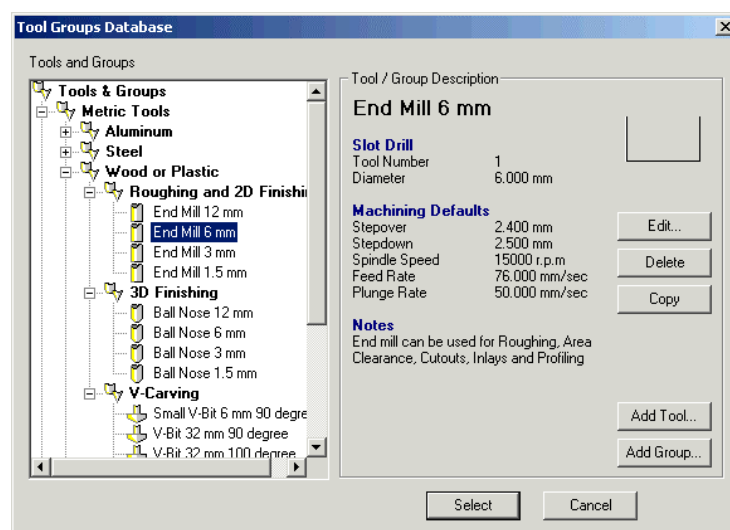 Tool Groups Database
Tools and Groups
Tools & Groups
Metric Tools
Aluminum
Steel
Wood or Plastic
Roughing and 2D Finishi
End Mill 12 mm
End Mill 6 mm
End Mill 3 mm
End Mill 1.5 mm
3D Finishing
Ball Nose 12 mm
Ball Nose 6 mm
Ball Nose 3 mm
Ball Nose 1.5 mm
V-Carving
Small V-Bit 6 mm 90 degre
V-Bit 32 mm 90 degree
V-Bit 32 mm 100 degree
Tool / Group Description
End Mill 6 mm
Slot Drill
Tool Number 1
Diameter 6.000 mm
Machining Defaults
Stepover 2.400 mm
Stepdown 2.500 mm
Spindle Speed 15000 r.p.m
Feed Rate 76.000 mm/sec
Plunge Rate 50.000 mm/sec
Notes
End mill can be used for Roughing, Area
Clearance, Cutouts, Inlays and Profiling
Edit...
Delete
Copy
Add Tool...
Add Group...
Select Cancel